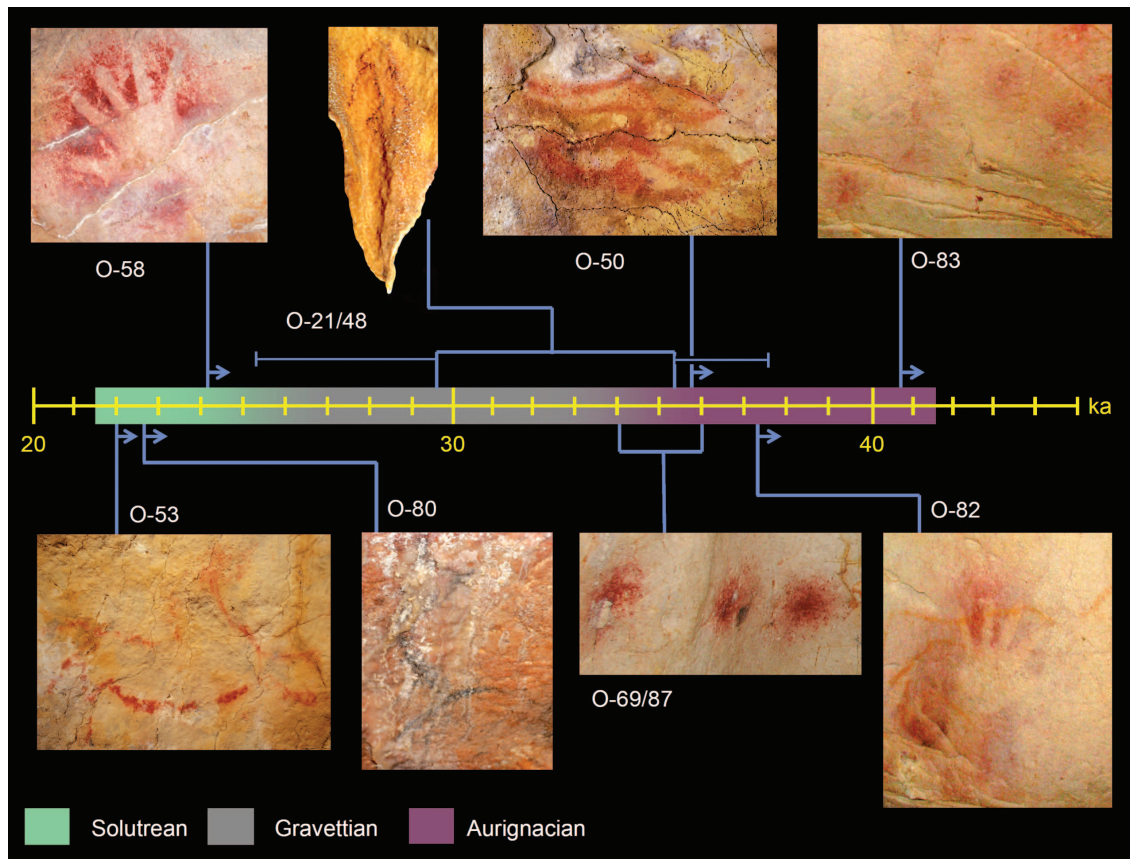 O-58
O-21/48
O-50
O-83
20
30
40
ka
O-53
O-80
O-69/87
O-82
Solutrean
Gravettian
Aurignacian